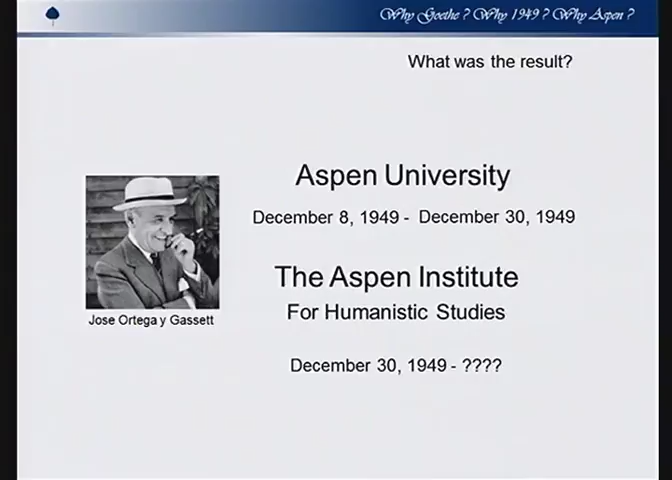 Why Goethe ? Why 1949 ? Why Aspen ?
What was the result?
Aspen University
December 8, 1949 - December 30, 1949
The Aspen Institute
For Humanistic Studies
December 30, 1949 - ????
Jose Ortega y Gassett